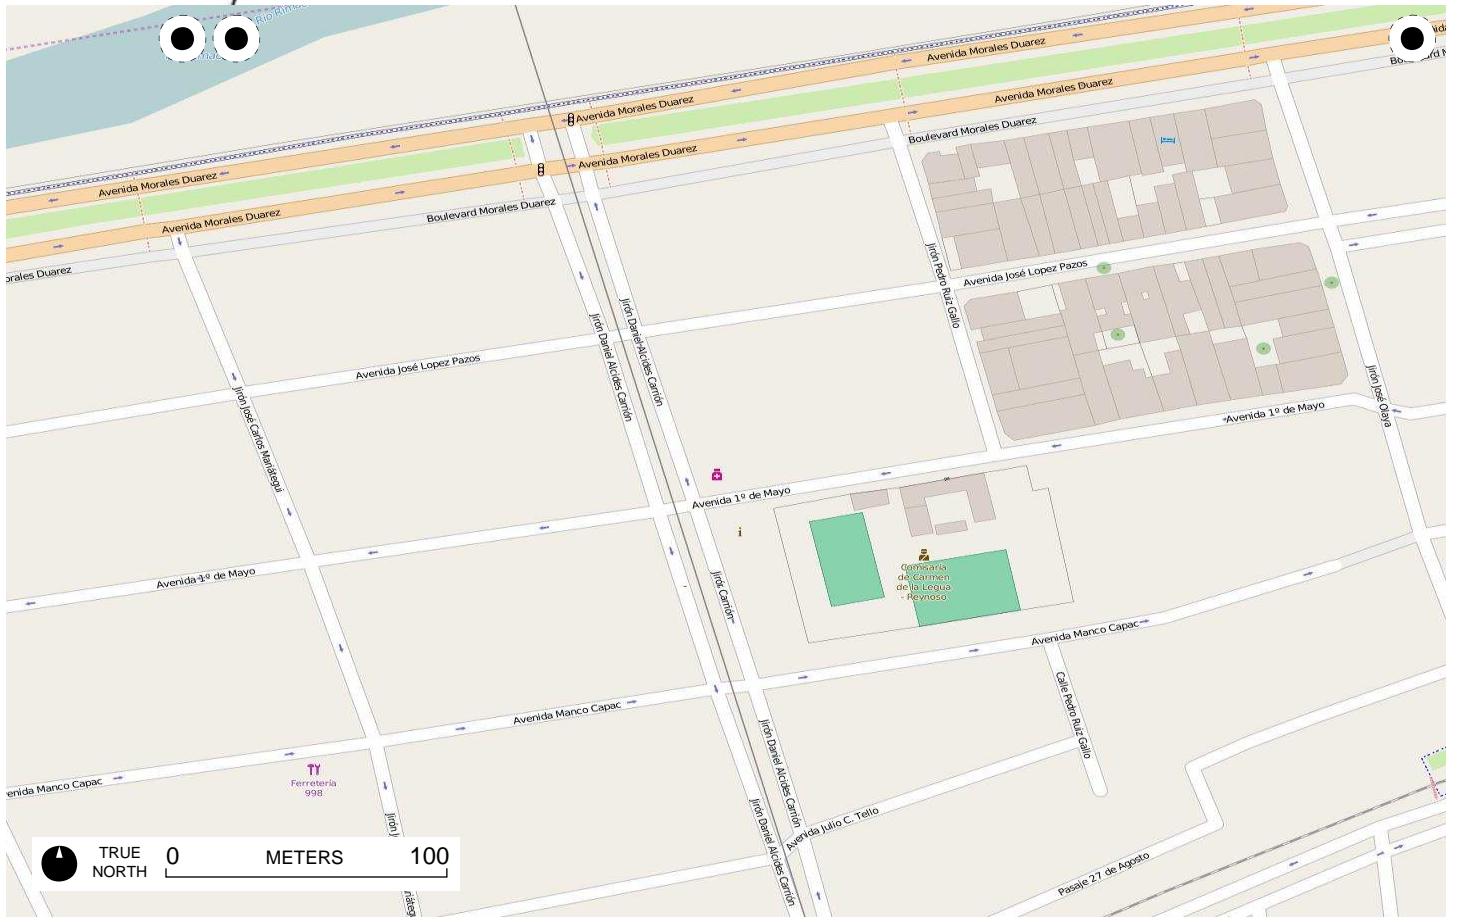 Avenida Morales Duarez
Avenida Morales Duarez
Avenida Morales Duarez
Avenida Morales Duarez
Boulevard Morales Duarez
Avenida Morales Duarez
Avenida Morales Duarez
Boulevard Morales Duarez
Avenida Morales Duarez
Jirón Pedro Ruiz Gallo
Avenida José Lopez Pazos
Jirón Daniel Alcides Carrión
Jirón Daniel Alcides Carrión
Avenida José Lopez Pazos
Jirón José Olaya
Jirón José Carlos Mariátegui
Avenida 1º de Mayo
Avenida 1º de Mayo
Avenida 1º de Mayo
Comisaría
de Carmen
de la Legua
- Reynoso
Jirón Carrión
Avenida Manco Capac
Calle Pedro Ruiz Gallo
Avenida Manco Capac
Jirón Daniel Alcides Carrión
Ferretería
998
Jirón Daniel Alcides Carrión
Avenida Julio C. Tello
Pasaje 27 de Agosto
TRUE
NORTH
0 METERS 100